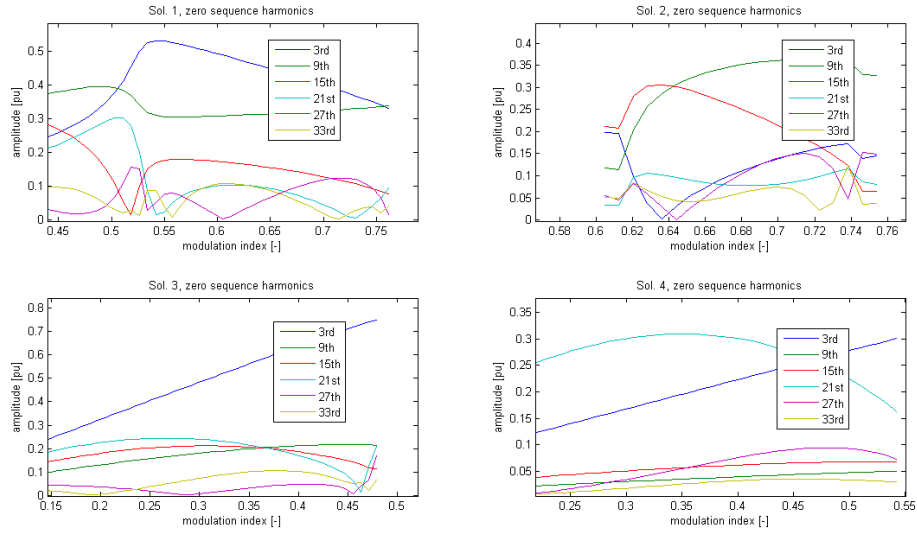 Sol. 1, zero sequence harmonics
amplitude [pu]
0.5
0.4
0.3
0.2
0.1
0
0.45
0.5
0.55
0.6
0.65
0.7
0.75
modulation index [-]
3rd
9th
15th
21st
27th
33rd
Sol. 2, zero sequence harmonics
amplitude [pu]
0.4
0.35
0.3
0.25
0.2
0.15
0.1
0.05
0
0.58
0.6
0.62
0.64
0.66
0.68
0.7
0.72
0.74
0.76
modulation index [-]
3rd
9th
15th
21st
27th
33rd
Sol. 3, zero sequence harmonics
amplitude [pu]
0.8
0.7
0.6
0.5
0.4
0.3
0.2
0.1
0
0.15
0.2
0.25
0.3
0.35
0.4
0.45
0.5
modulation index [-]
3rd
9th
15th
21st
27th
33rd
Sol. 4, zero sequence harmonics
amplitude [pu]
0.35
0.3
0.25
0.2
0.15
0.1
0.05
0.25
0.3
0.35
0.4
0.45
0.5
0.55
modulation index [-]
3rd
9th
15th
21st
27th
33rd